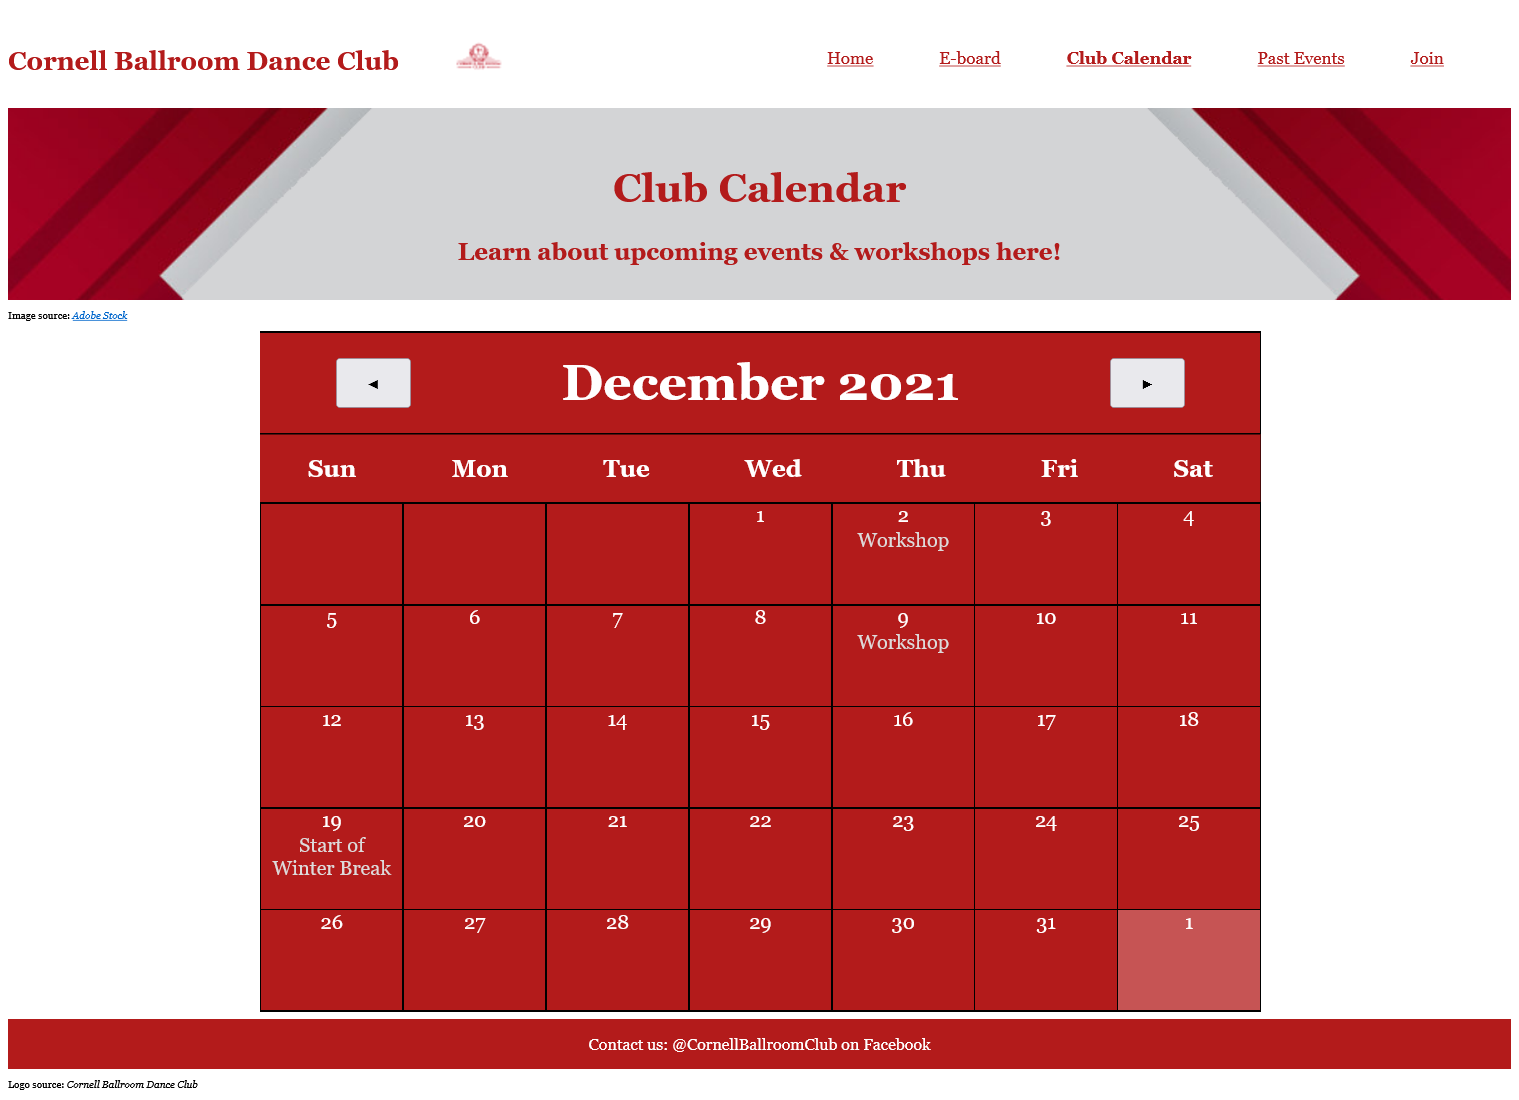 Cornell Ballroom Dance Club
Home E-board Club Calendar Past Events Join
Club Calendar
Learn about upcoming events & workshops here!
Image source: Adobe Stock
◄ December 2021 ►
Sun Mon Tue Wed Thu Fri Sat
1 2 3 4
Workshop
5 6 7 8 9 10 11
Workshop
12 13 14 15 16 17 18
19 20 21 22 23 24 25
Start of
Winter Break
26 27 28 29 30 31 1
Contact us: @CornellBallroomClub on Facebook
Logo source: Cornell Ballroom Dance Club